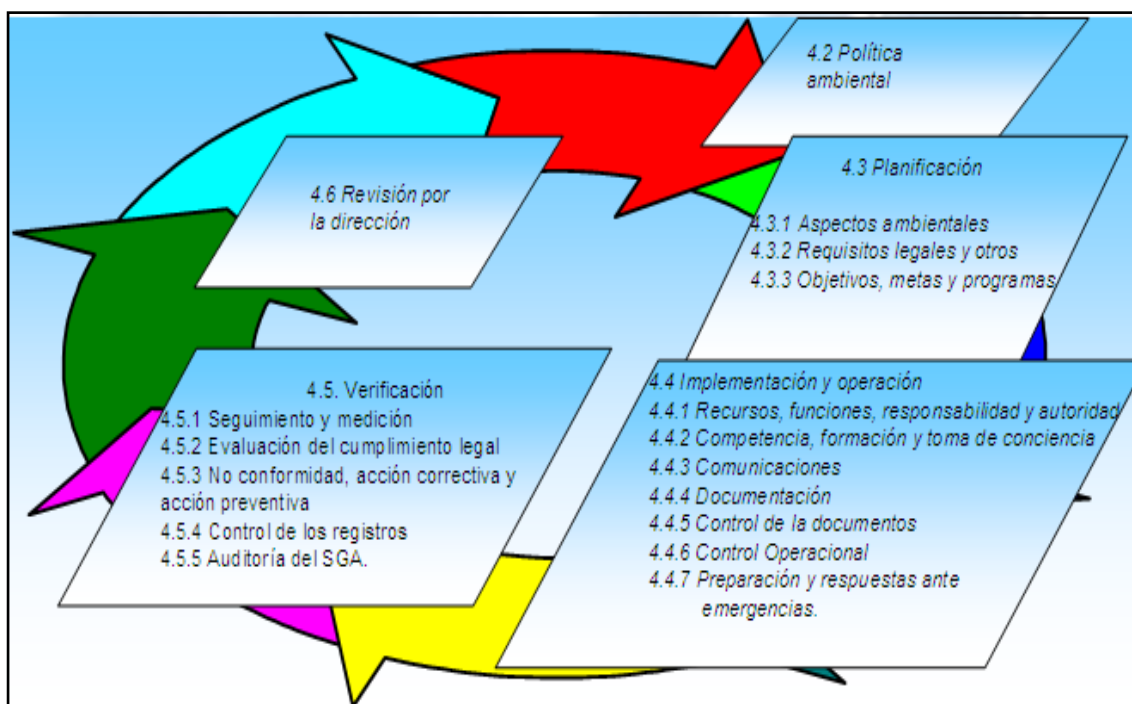 4.2 Política
ambiental
4.3 Planificación
4.3.1 Aspectos ambientales
4.3.2 Requisitos legales y otros
4.3.3 Objetivos, metas y programas
4.4 Implementación y operación
4.4.1 Recursos, funciones, responsabilidad y autoridad
4.4.2 Competencia, formación y toma de conciencia
4.4.3 Comunicaciones
4.4.4 Documentación
4.4.5 Control de la documentos
4.4.6 Control Operacional
4.4.7 Preparación y respuestas ante
emergencias.
4.5. Verificación
4.5.1 Seguimiento y medición
4.5.2 Evaluación del cumplimiento legal
4.5.3 No conformidad, acción correctiva y
acción preventiva
4.5.4 Control de los registros
4.5.5 Auditoría del SGA.
4.6 Revisión por
la dirección